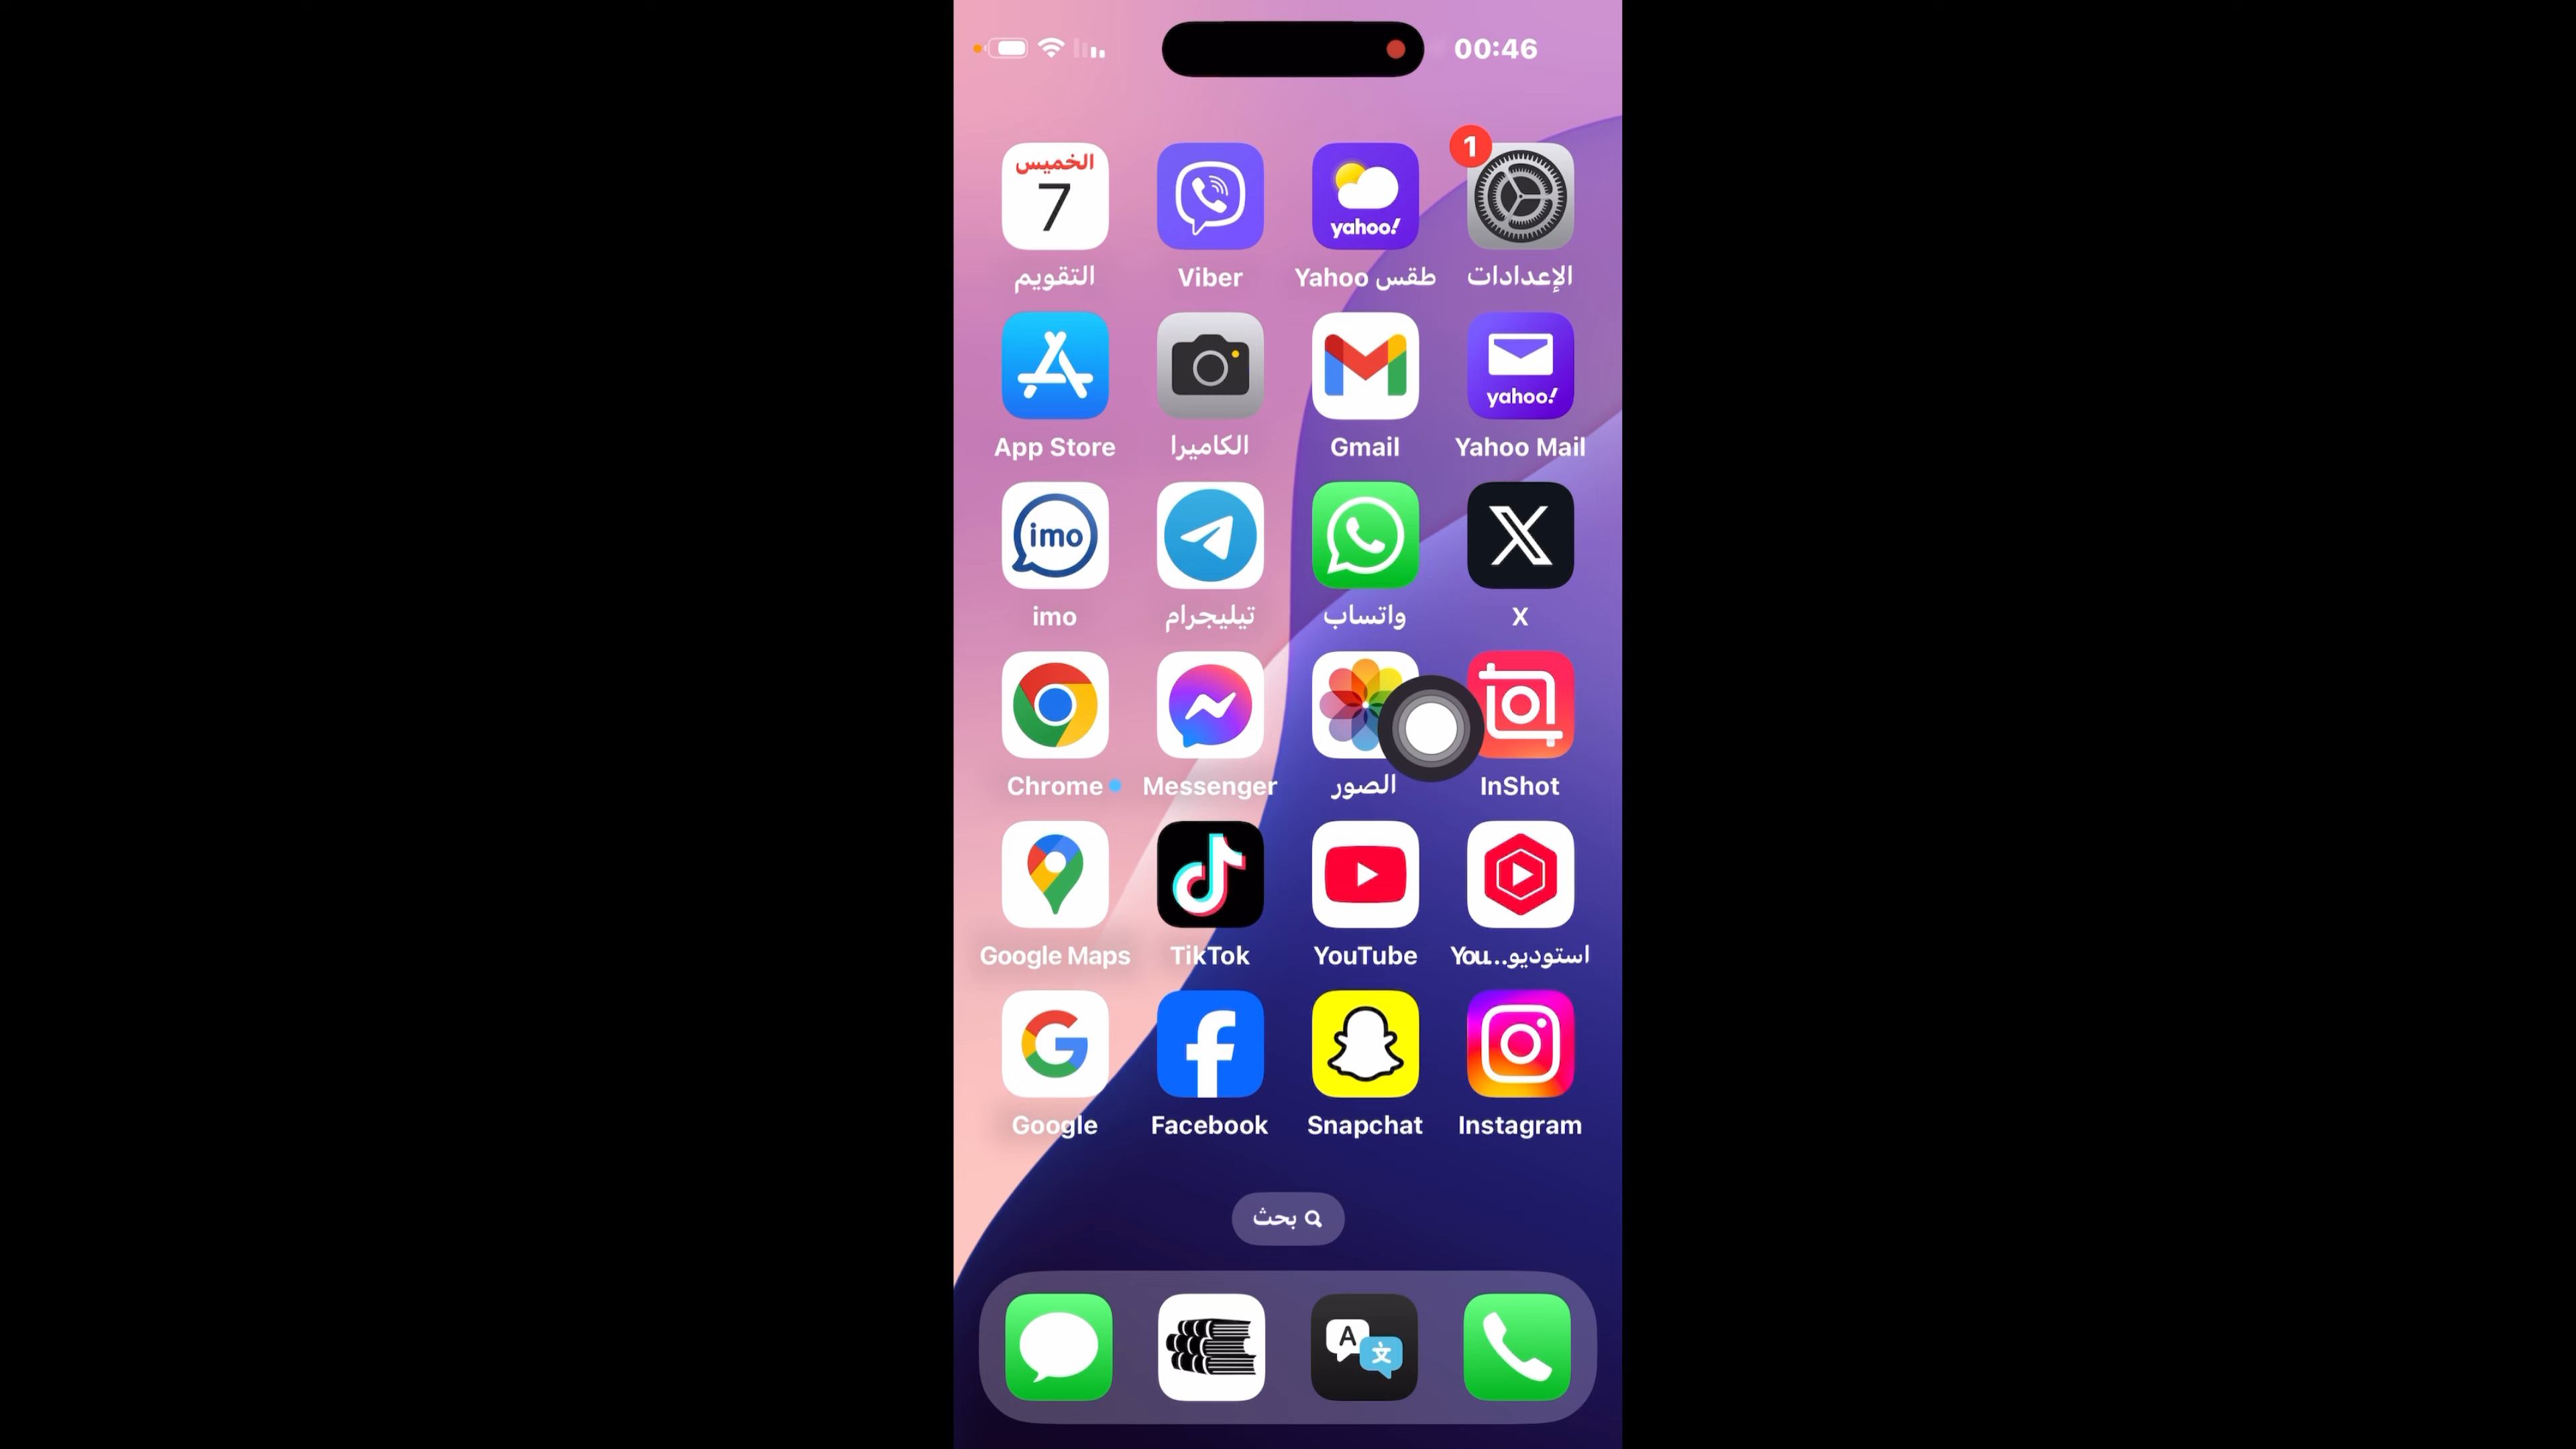 00:46
الخميس
7
yahoo!
1
التقويم
Viber
طقس Yahoo
الإعدادات
yahoo!
App Store
الكاميرا
Gmail
Yahoo Mail
imo
imo
تيليجرام
واتساب
X
Chrome
Messenger
الصور
InShot
Google Maps
TikTok
YouTube
استوديو...You
Google
Facebook
Snapchat
Instagram
بحث
A
文